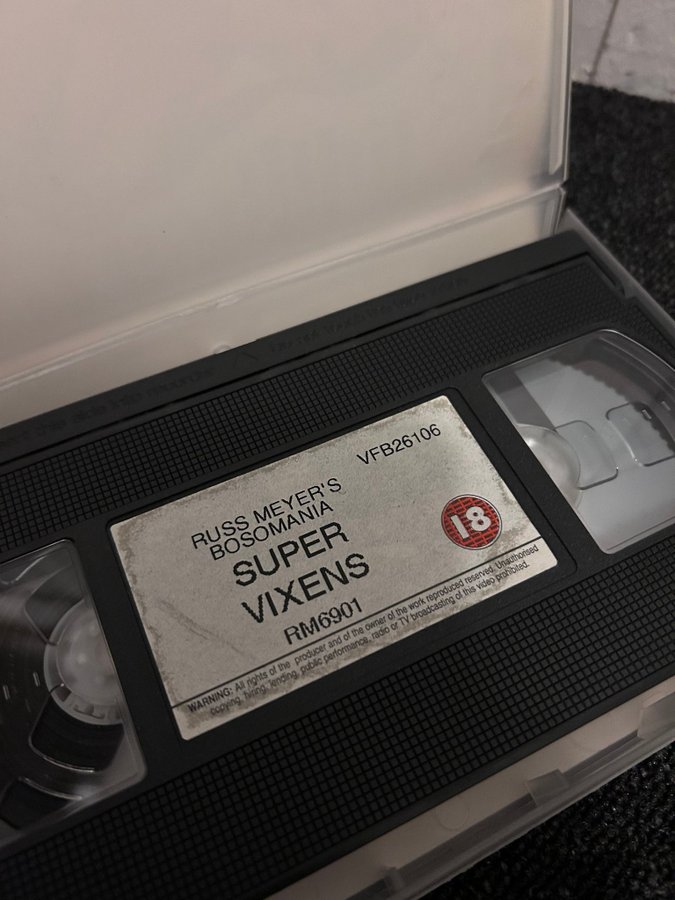 VFB26106
RUSS MEYER'S
BOSOMANIA
SUPER
VIXENS
RM6901
18
WARNING: All rights of the producer and of the owner of the work reproduced reserved. Unauthorised
copying, hiring, lending, public performance, radio or TV broadcasting of this video prohibited.